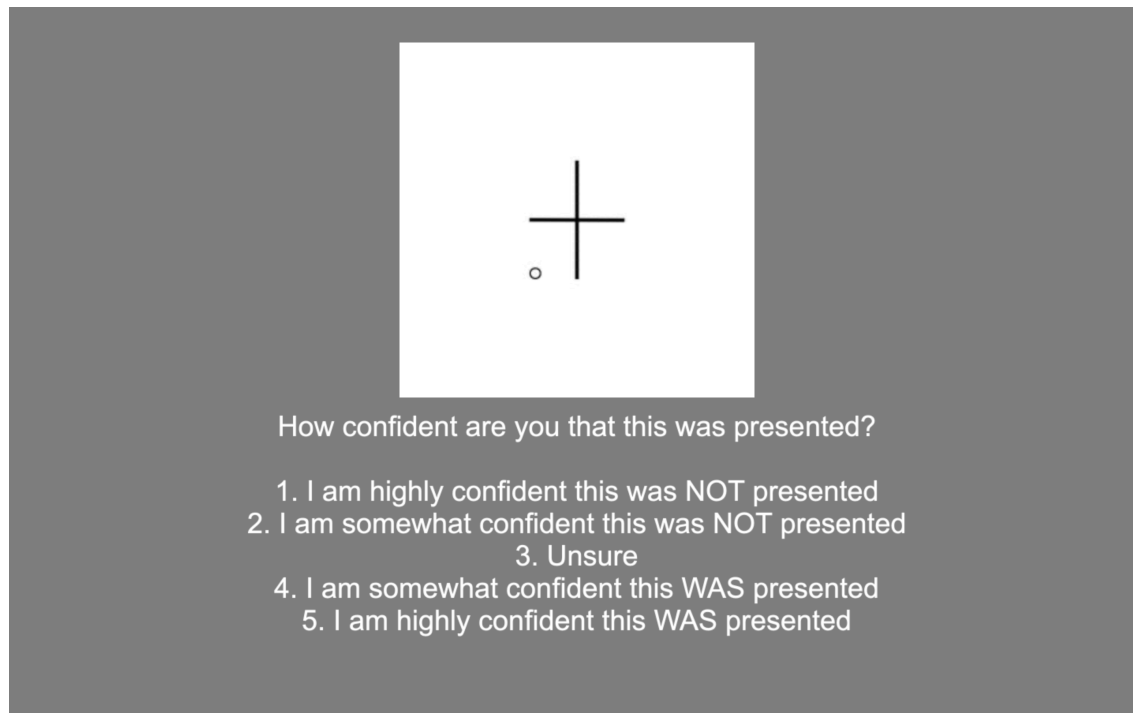 How confident are you that this was presented?
1. I am highly confident this was NOT presented
2. I am somewhat confident this was NOT presented
3. Unsure
4. I am somewhat confident this WAS presented
5. I am highly confident this WAS presented